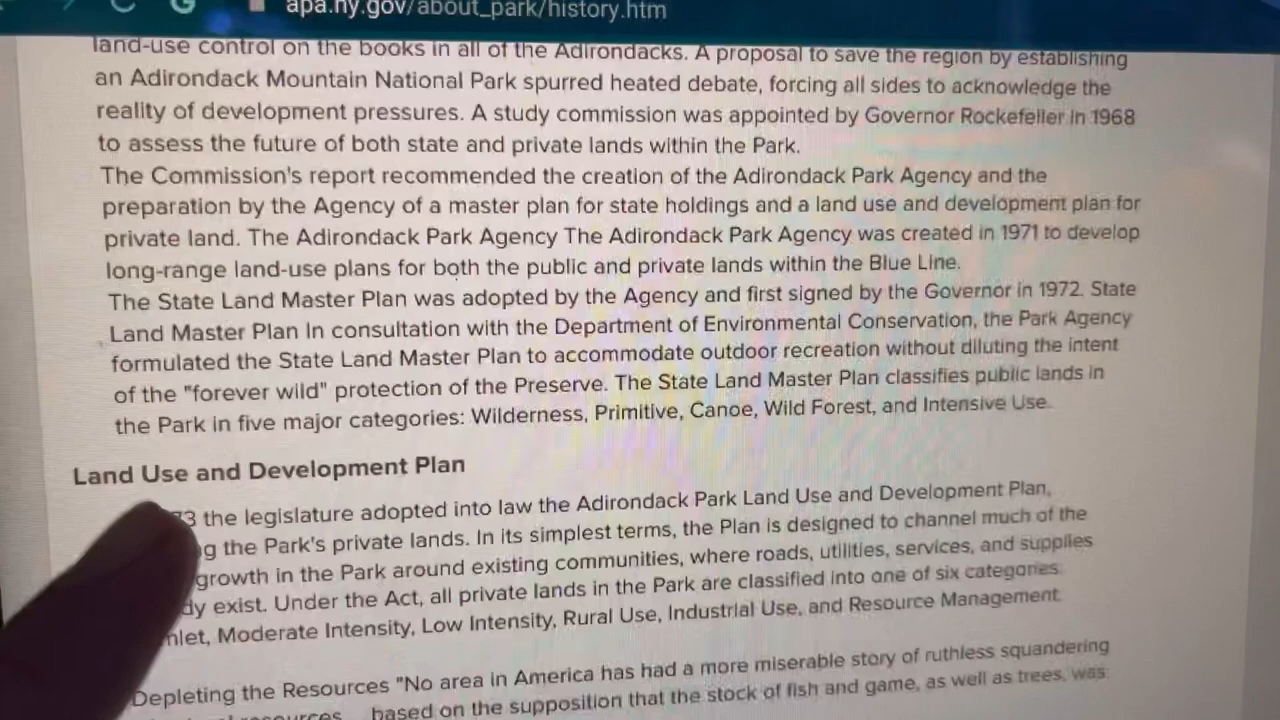 apa.ny.gov/about_park/history.htm
land-use control on the books in all of the Adirondacks. A proposal to save the region by establishing
an Adirondack Mountain National Park spurred heated debate, forcing all sides to acknowledge the
reality of development pressures. A study commission was appointed by Governor Rockefeller in 1968
to assess the future of both state and private lands within the Park.
The Commission's report recommended the creation of the Adirondack Park Agency and the
preparation by the Agency of a master plan for state holdings and a land use and development plan for
private land. The Adirondack Park Agency The Adirondack Park Agency was created in 1971 to develop
long-range land-use plans for both the public and private lands within the Blue Line.
The State Land Master Plan was adopted by the Agency and first signed by the Governor in 1972. State
Land Master Plan In consultation with the Department of Environmental Conservation, the Park Agency
formulated the State Land Master Plan to accommodate outdoor recreation without diluting the intent
of the "forever wild" protection of the Preserve. The State Land Master Plan classifies public lands in
the Park in five major categories: Wilderness, Primitive, Canoe, Wild Forest, and Intensive Use.
Land Use and Development Plan
the legislature adopted into law the Adirondack Park Land Use and Development Plan,
the Park's private lands. In its simplest terms, the Plan is designed to channel much of the
growth in the Park around existing communities, where roads, utilities, services, and supplies
exist. Under the Act, all private lands in the Park are classified into one of six categories
Moderate Intensity, Low Intensity, Rural Use, Industrial Use, and Resource Management
Depleting the Resources "No area in America has had a more miserable story of ruthless squandering
resources based on the supposition that the stock of fish and game, as well as trees, was